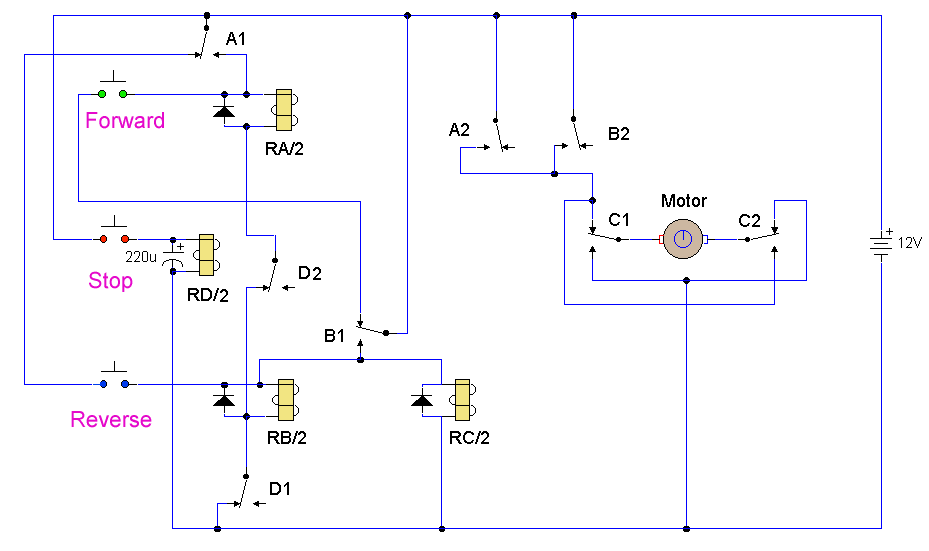 A1
Forward
RA/2
A2
B2
Motor
C1
C2
+
12V
+
220u
Stop
RD/2
D2
B1
Reverse
RB/2
RC/2
D1